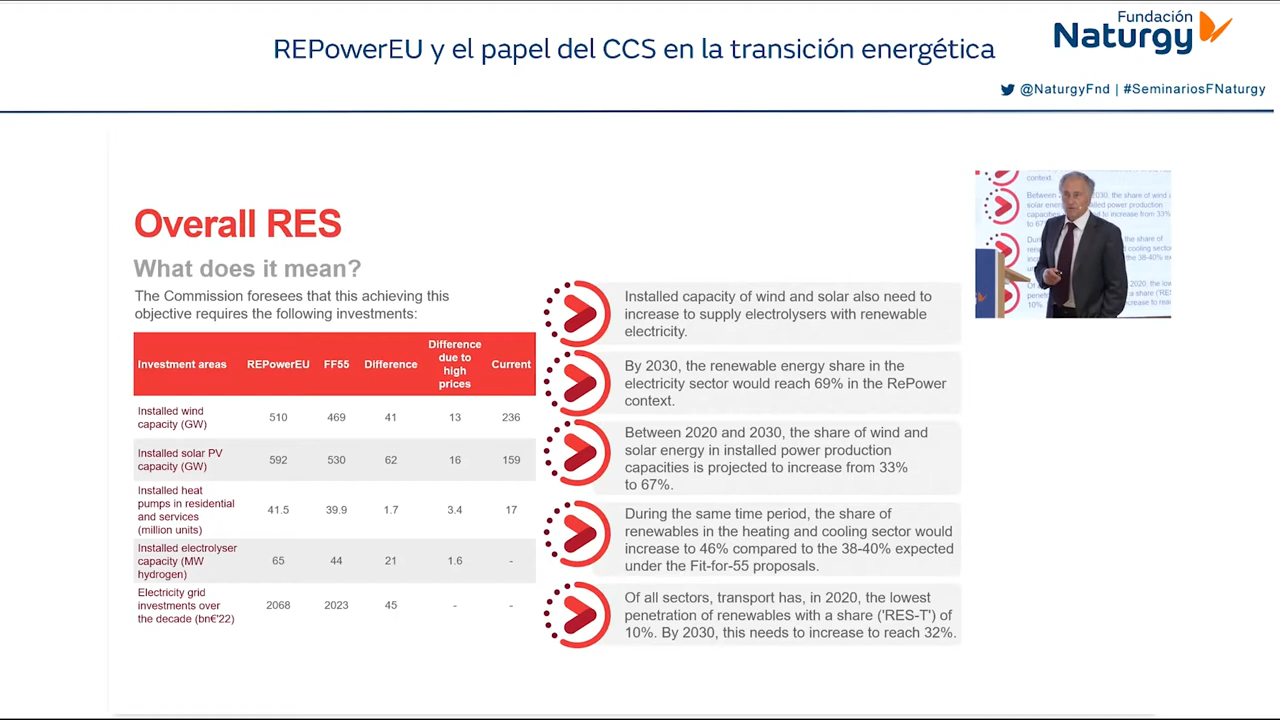 Fundación
Naturgy
REPowerEU y el papel del CCS en la transición energética
@NaturgyFnd | #SeminariosFNaturgy
Overall RES
What does it mean?
The Commission foresees that this achieving this
objective requires the following investments:
Investment areas REPowerEU FF55 Difference Difference due to high prices Current
Installed wind
capacity (GW) 510 469 41 13 236
Installed solar PV
capacity (GW) 592 530 62 16 159
Installed heat
pumps in residential
and services
(million units) 41.5 39.9 1.7 3.4 17
Installed electrolyser
capacity (MW
hydrogen) 65 44 21 1.6 -
Electricity grid
investments over
the decade (bn€'22) 2068 2023 45 - -
Installed capacity of wind and solar also need to
increase to supply electrolysers with renewable
electricity.
By 2030, the renewable energy share in the
electricity sector would reach 69% in the RePower
context.
Between 2020 and 2030, the share of wind and
solar energy in installed power production
capacities is projected to increase from 33%
to 67%.
During the same time period, the share of
renewables in the heating and cooling sector would
increase to 46% compared to the 38-40% expected
under the Fit-for-55 proposals.
Of all sectors, transport has, in 2020, the lowest
penetration of renewables with a share ('RES-T') of
10%. By 2030, this needs to increase to reach 32%.